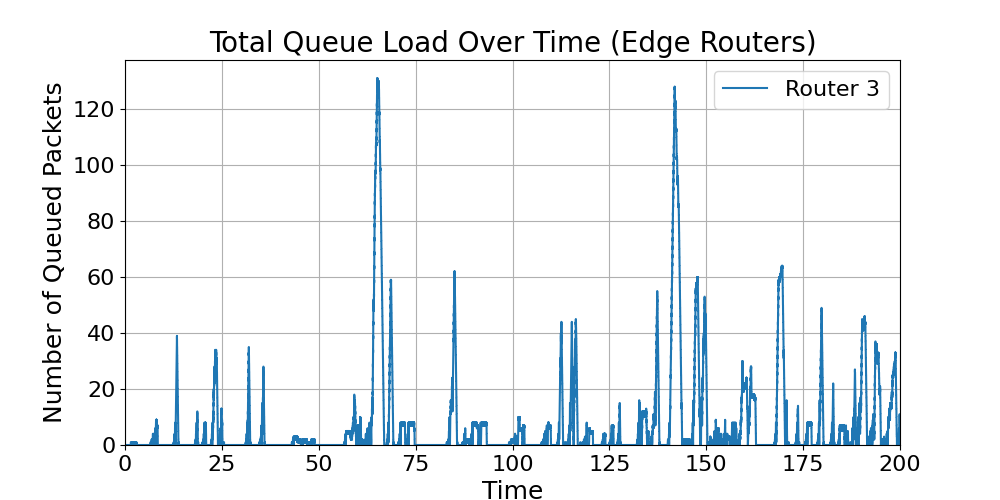 Total Queue Load Over Time (Edge Routers)
Number of Queued Packets
120
100
80
60
40
20
0
Router 3
0 25 50 75 100 125 150 175 200
Time